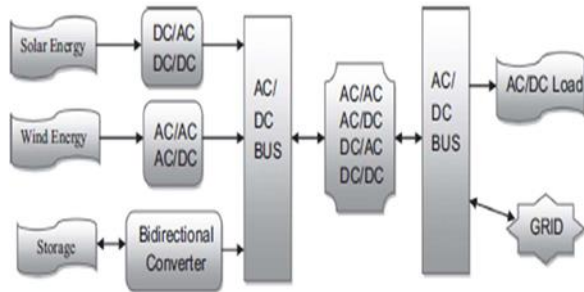 Solar Energy
DC/AC
DC/DC
AC/
DC
BUS
Wind Energy
AC/AC
AC/DC
Storage
Bidirectional
Converter
AC/AC
AC/DC
DC/AC
DC/DC
AC/
DC
BUS
AC/DC Load
GRID